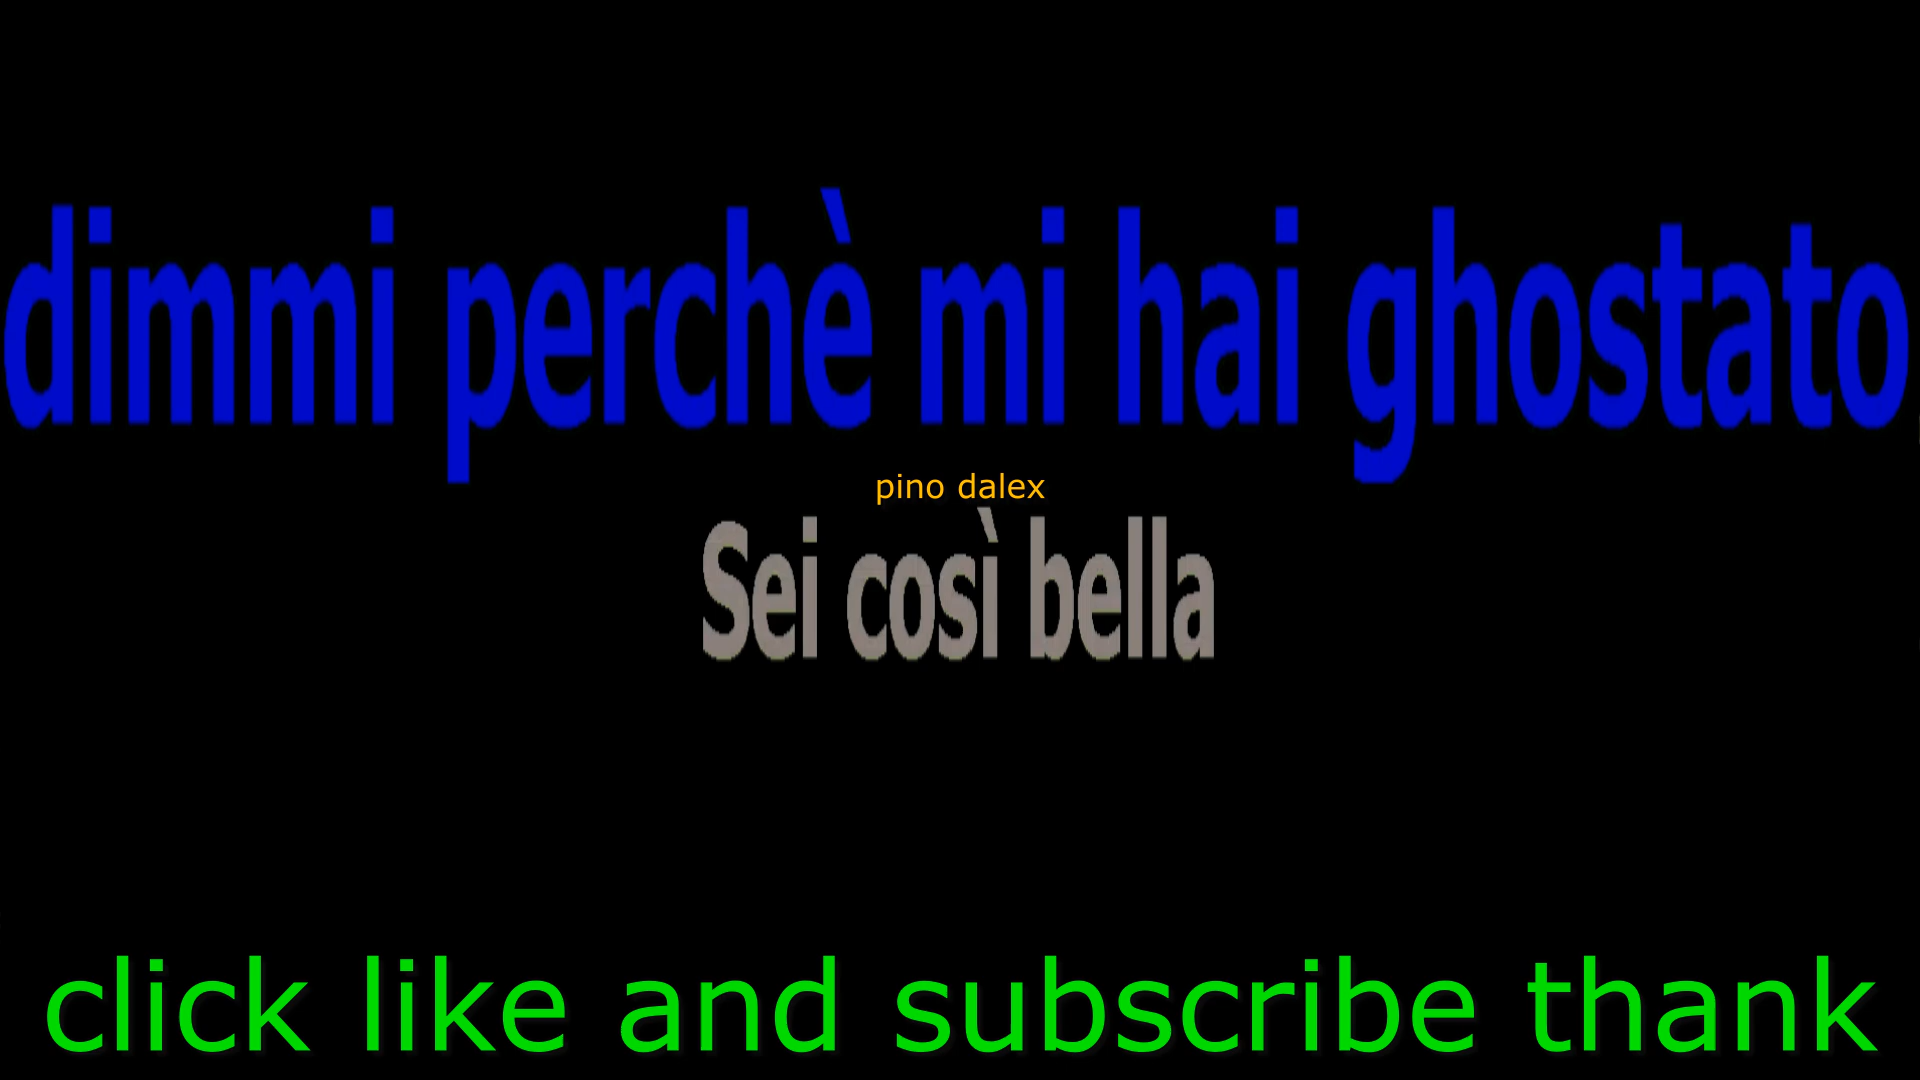 dimmi perchè mi hai ghostato
pino dalex
Sei così bella
click like and subscribe thank